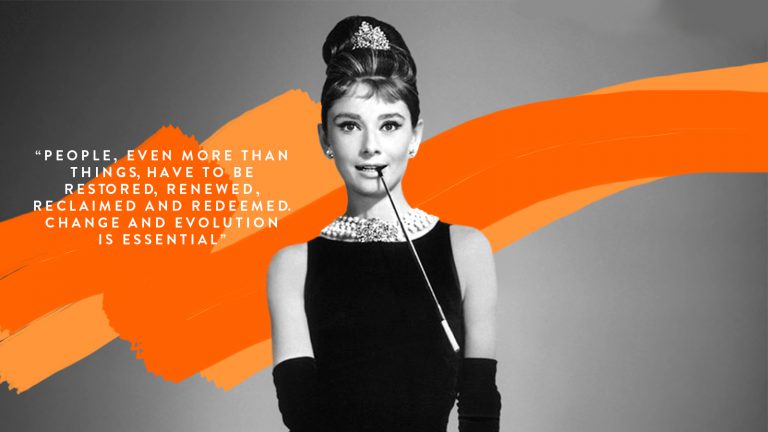 “PEOPLE, EVEN MORE THAN
THINGS, HAVE TO BE
RESTORED, RENEWED,
RECLAIMED AND REDEEMED.
CHANGE AND EVOLUTION
IS ESSENTIAL”